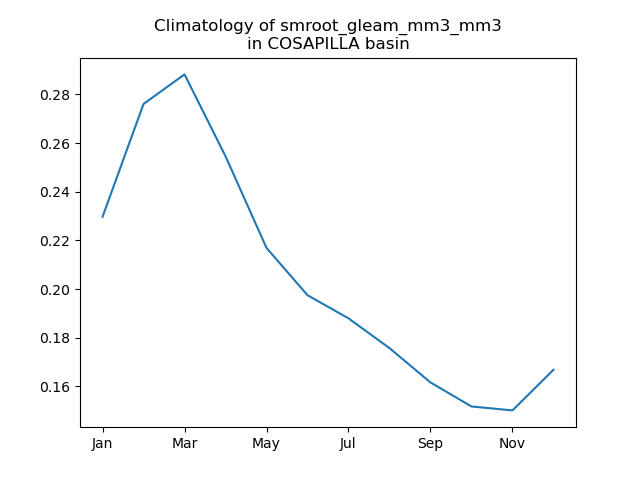 Climatology of smroot_gleam_mm3_mm3
in COSAPILLA basin
0.28
0.26
0.24
0.22
0.20
0.18
0.16
Jan Mar May Jul Sep Nov